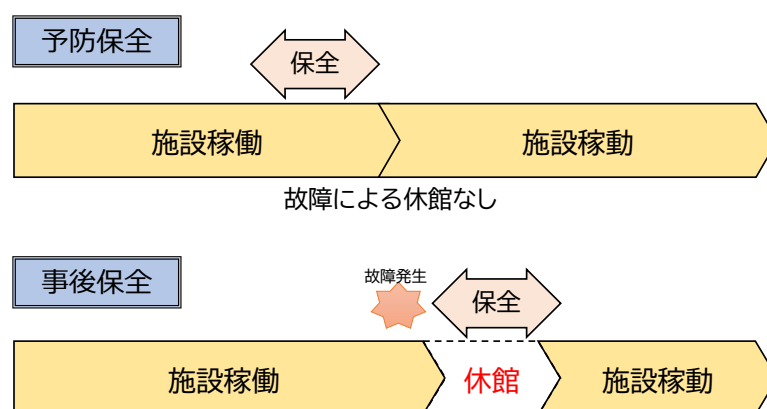 予防保全
保全
施設稼働
施設稼動
故障による休館なし
事後保全
故障発生
保全
施設稼働
休館
施設稼動